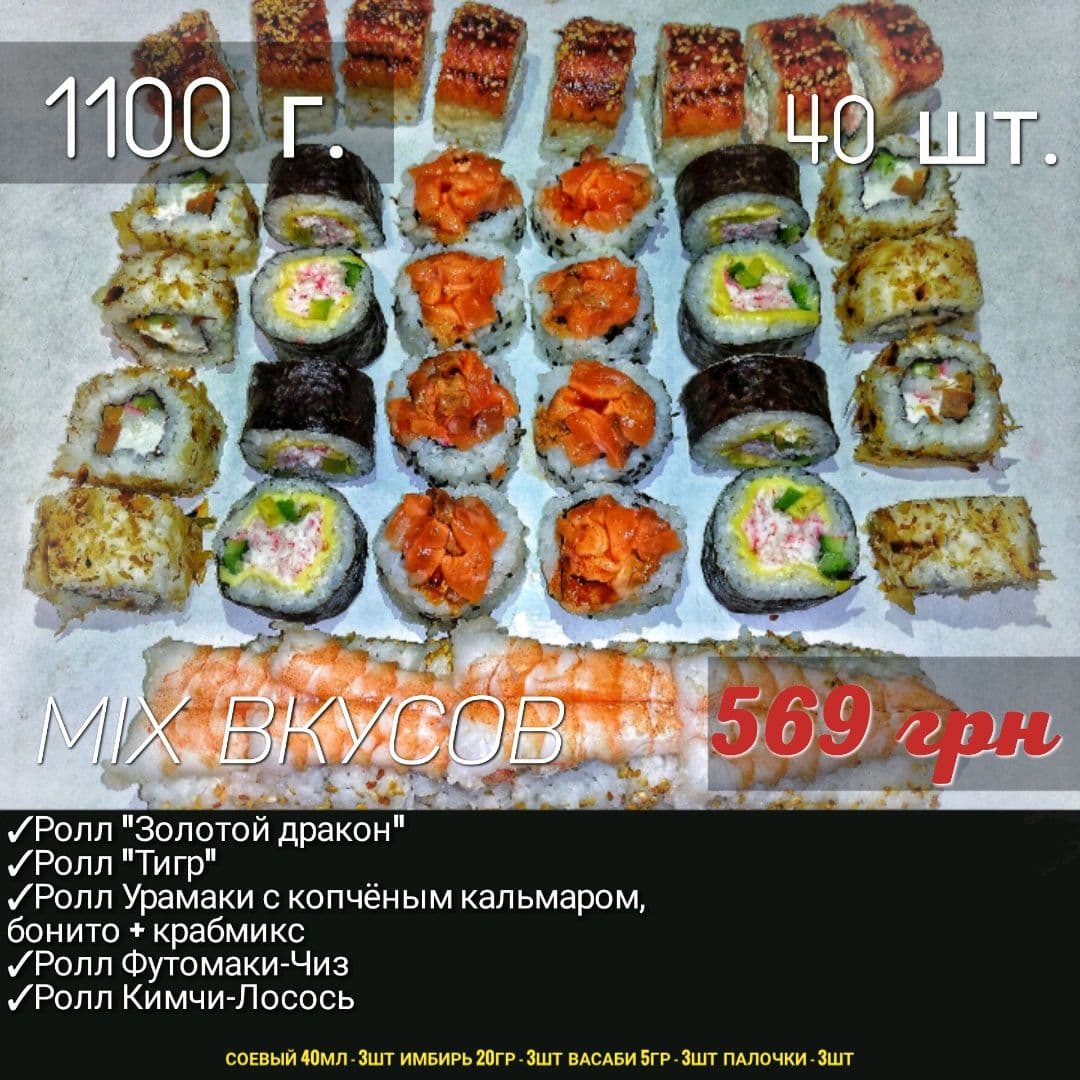 1100 г.
40 шт.
MIX ВКУСОВ
569 грн
✓Ролл "Золотой дракон"
✓Ролл "Тигр"
✓Ролл Урамаки с копчёным кальмаром,
бонито + крабмикс
✓Ролл Футомаки-Чиз
✓Ролл Кимчи-Лосось
СОЕВЫЙ 40МЛ - 3ШТ ИМБИРЬ 20ГР - 3ШТ ВАСАБИ 5ГР - 3ШТ ПАЛОЧКИ - 3ШТ